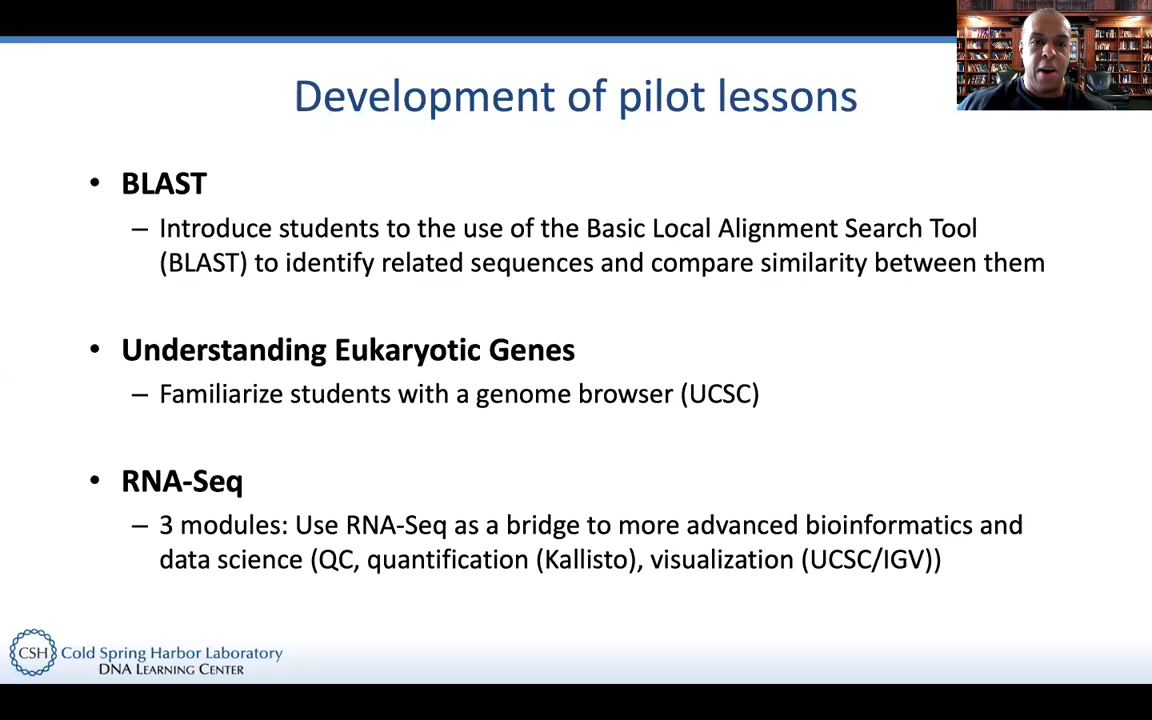 Development of pilot lessons
• BLAST
– Introduce students to the use of the Basic Local Alignment Search Tool
(BLAST) to identify related sequences and compare similarity between them
• Understanding Eukaryotic Genes
– Familiarize students with a genome browser (UCSC)
• RNA-Seq
– 3 modules: Use RNA-Seq as a bridge to more advanced bioinformatics and
data science (QC, quantification (Kallisto), visualization (UCSC/IGV))
CSH Cold Spring Harbor Laboratory
DNA LEARNING CENTER